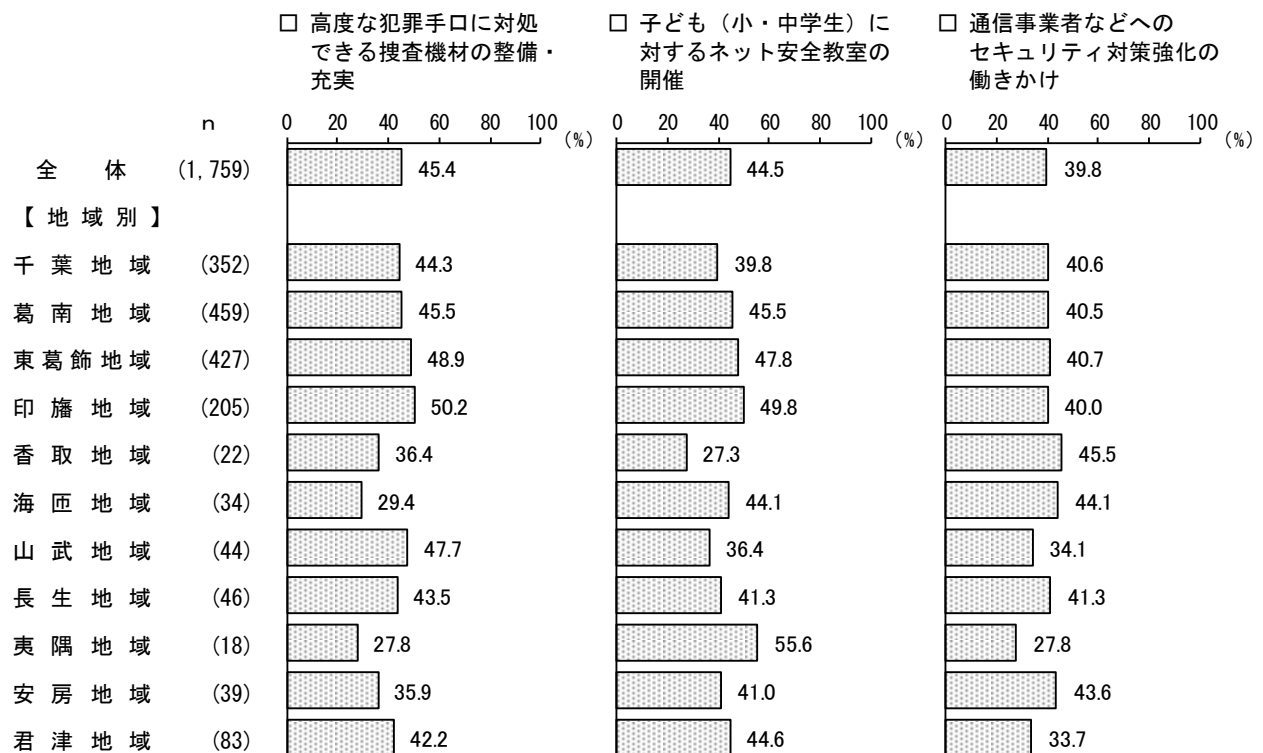 □ 高度な犯罪手口に対処
できる捜査機材の整備・
充実
□ 子ども（小・中学生）に
対するネット安全教室の
開催
□ 通信事業者などへの
セキュリティ対策強化の
働きかけ
n 0 20 40 60 80 100 (%) 0 20 40 60 80 100 (%) 0 20 40 60 80 100 (%)
全体 (1,759) 45.4 44.5 39.8
【地域別】
千葉地域 (352) 44.3 39.8 40.6
葛南地域 (459) 45.5 45.5 40.5
東葛飾地域 (427) 48.9 47.8 40.7
印旛地域 (205) 50.2 49.8 40.0
香取地域 (22) 36.4 27.3 45.5
海匝地域 (34) 29.4 44.1 44.1
山武地域 (44) 47.7 36.4 34.1
長生地域 (46) 43.5 41.3 41.3
夷隅地域 (18) 27.8 55.6 27.8
安房地域 (39) 35.9 41.0 43.6
君津地域 (83) 42.2 44.6 33.7